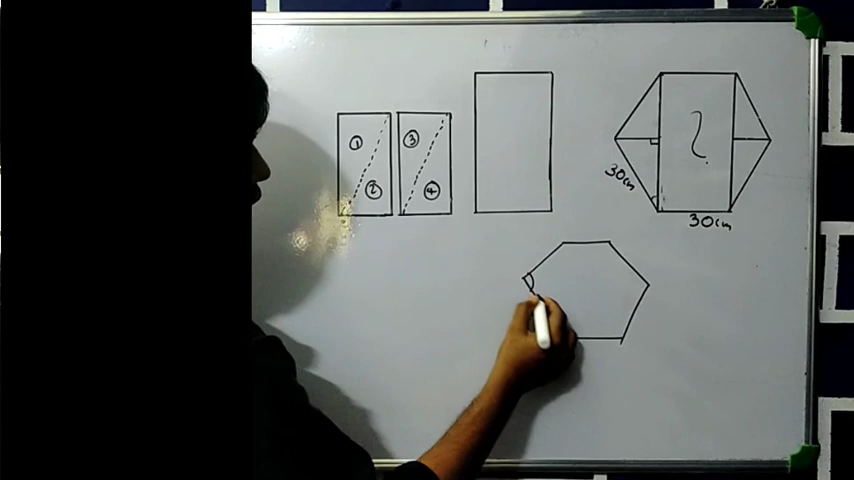 ①
②
③
④
?
30cm
30cm